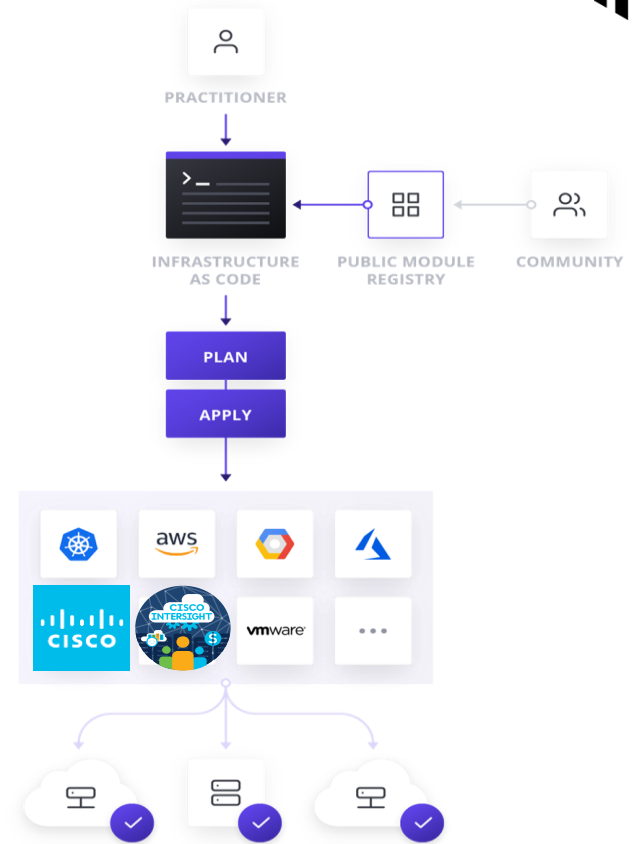 PRACTITIONER
INFRASTRUCTURE
AS CODE
PUBLIC MODULE
REGISTRY
COMMUNITY
PLAN
APPLY
aws
CISCO
CISCO
INTERSIGHT
vmware